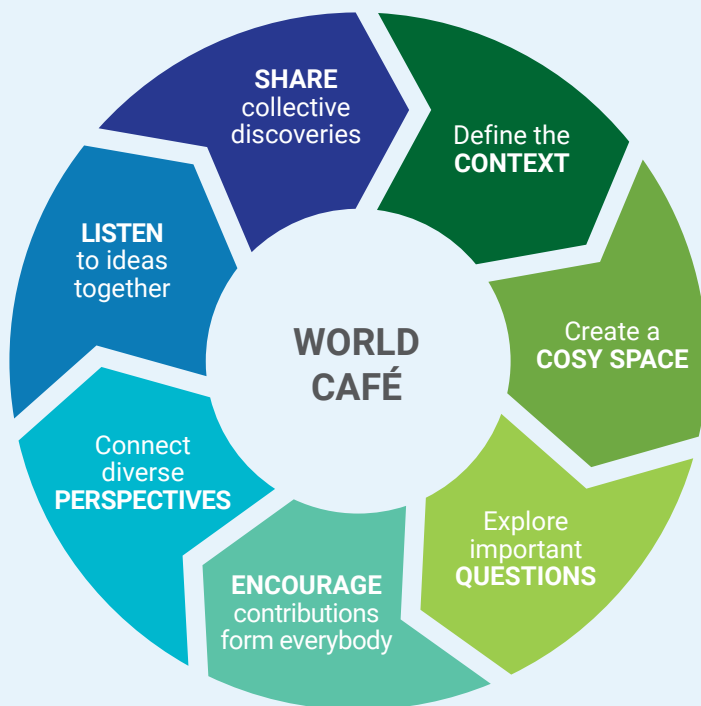 WORLD
CAFÉ
Define the
CONTEXT
Create a
COSY SPACE
Explore
important
QUESTIONS
ENCOURAGE
contributions
form everybody
Connect
diverse
PERSPECTIVES
LISTEN
to ideas
together
SHARE
collective
discoveries